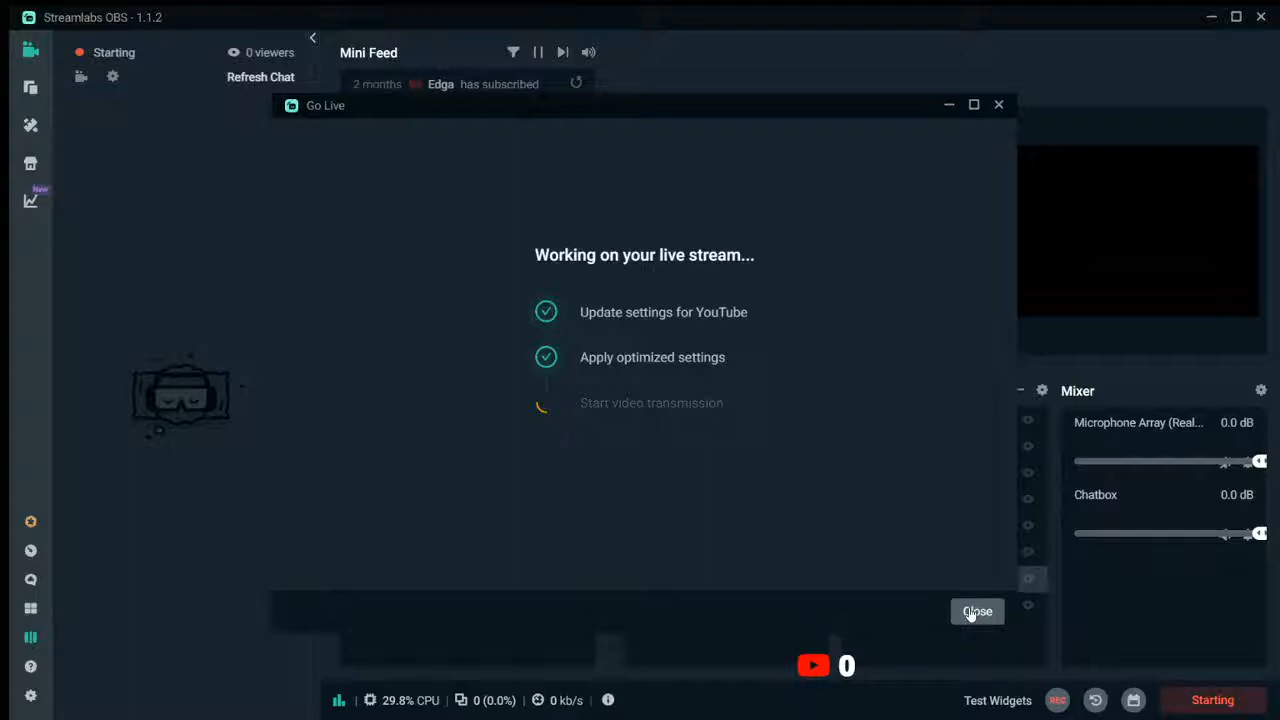 Streamlabs OBS - 1.1.2
Starting
0 viewers
Refresh Chat
New
Mini Feed
2 months Edga has subscribed
Go Live
Working on your live stream...
Update settings for YouTube
Apply optimized settings
Start video transmission
Close
Mixer
Microphone Array (Real... 0.0 dB
Chatbox 0.0 dB
0
29.8% CPU 0 (0.0%) 0 kb/s
Test Widgets
REC
Starting